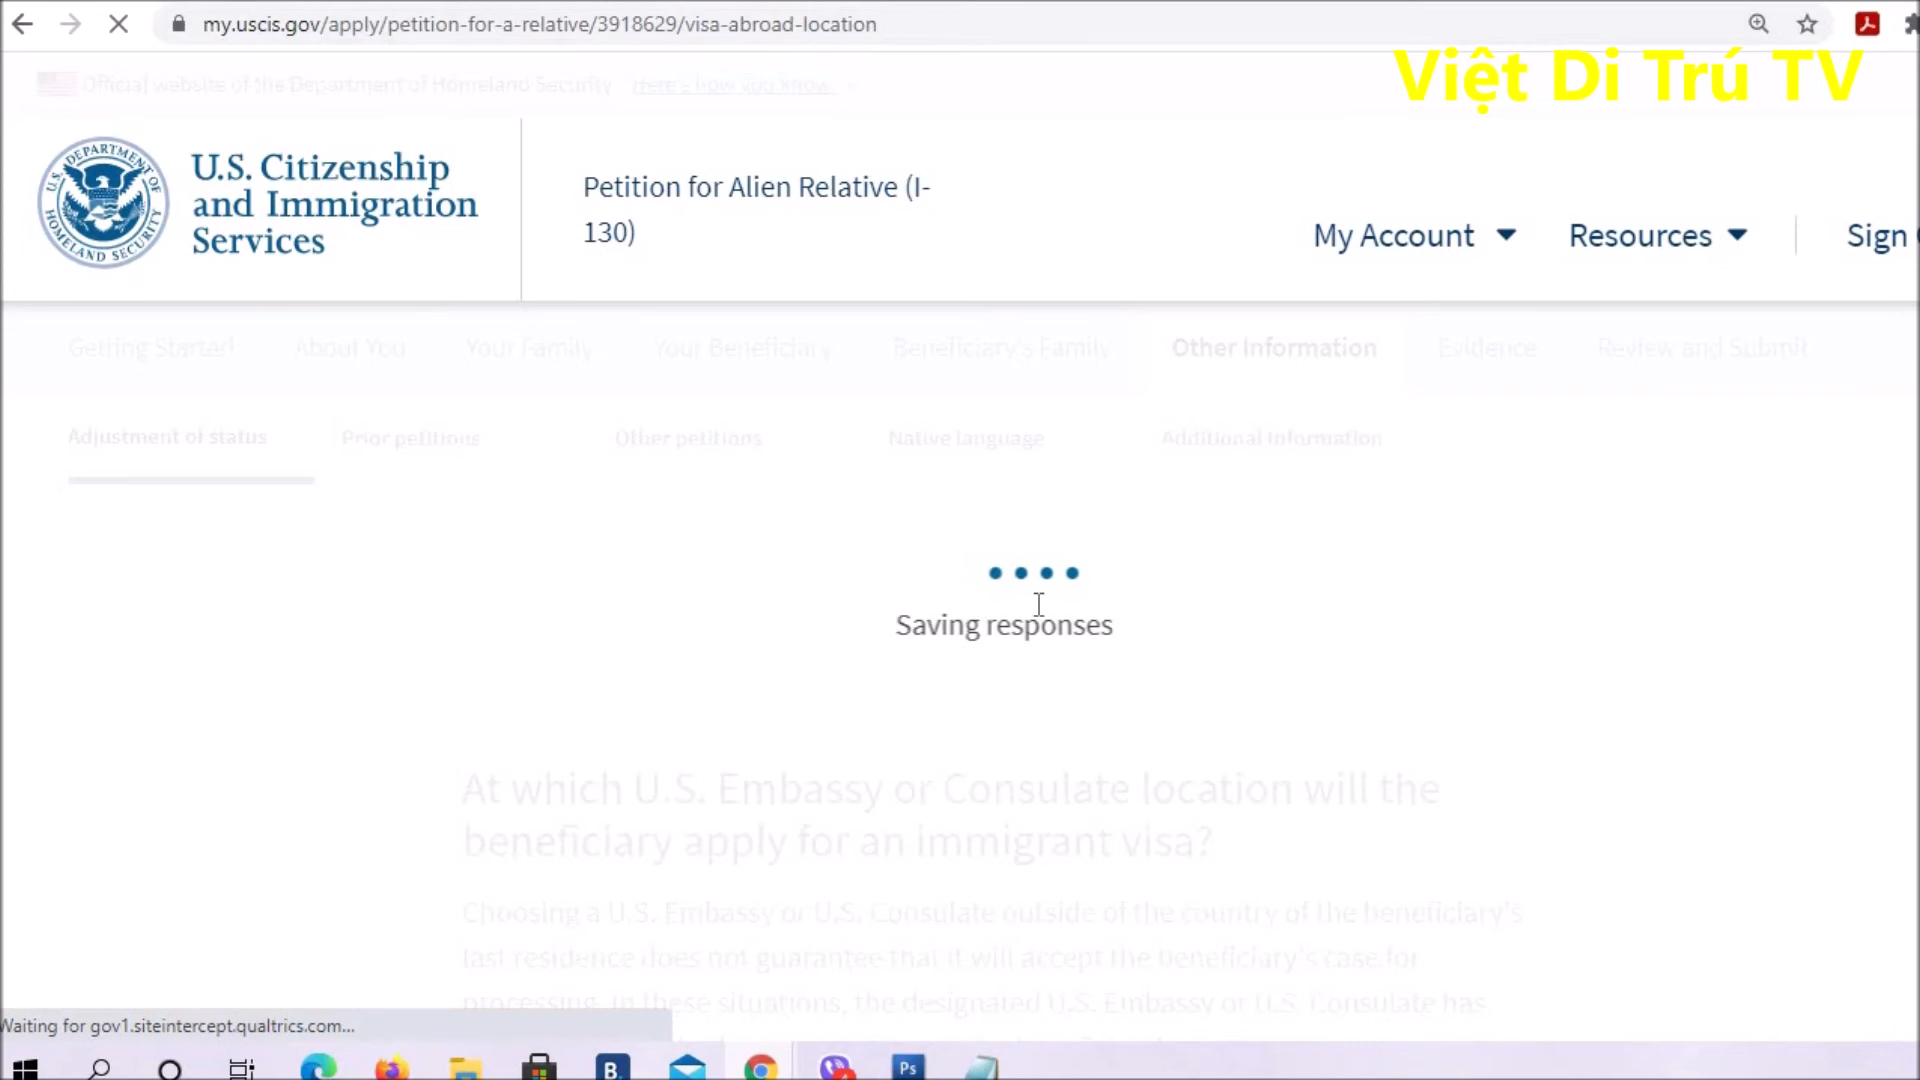 my.uscis.gov/apply/petition-for-a-relative/3918629/visa-abroad-location
Việt Di Trú TV
Official website of the Department of Homeland Security Here's how you know.
U.S. DEPARTMENT OF HOMELAND SECURITY
U.S. Citizenship
and Immigration
Services
Petition for Alien Relative (I-
130)
My Account
Resources
Sign
Getting Started About You Your Family Your Beneficiary Beneficiary's Family Other Information Evidence Review and Submit
Adjustment of status Prior petitions Other petitions Native language Additional Information
Saving responses
At which U.S. Embassy or Consulate location will the
beneficiary apply for an immigrant visa?
Choosing a U.S. Embassy or U.S. Consulate outside of the country of the beneficiary's
last residence does not guarantee that it will accept the beneficiary's case for
processing. In these situations, the designated U.S. Embassy or U.S. Consulate has
Waiting for gov1.siteintercept.qualtrics.com...
B.
Ps